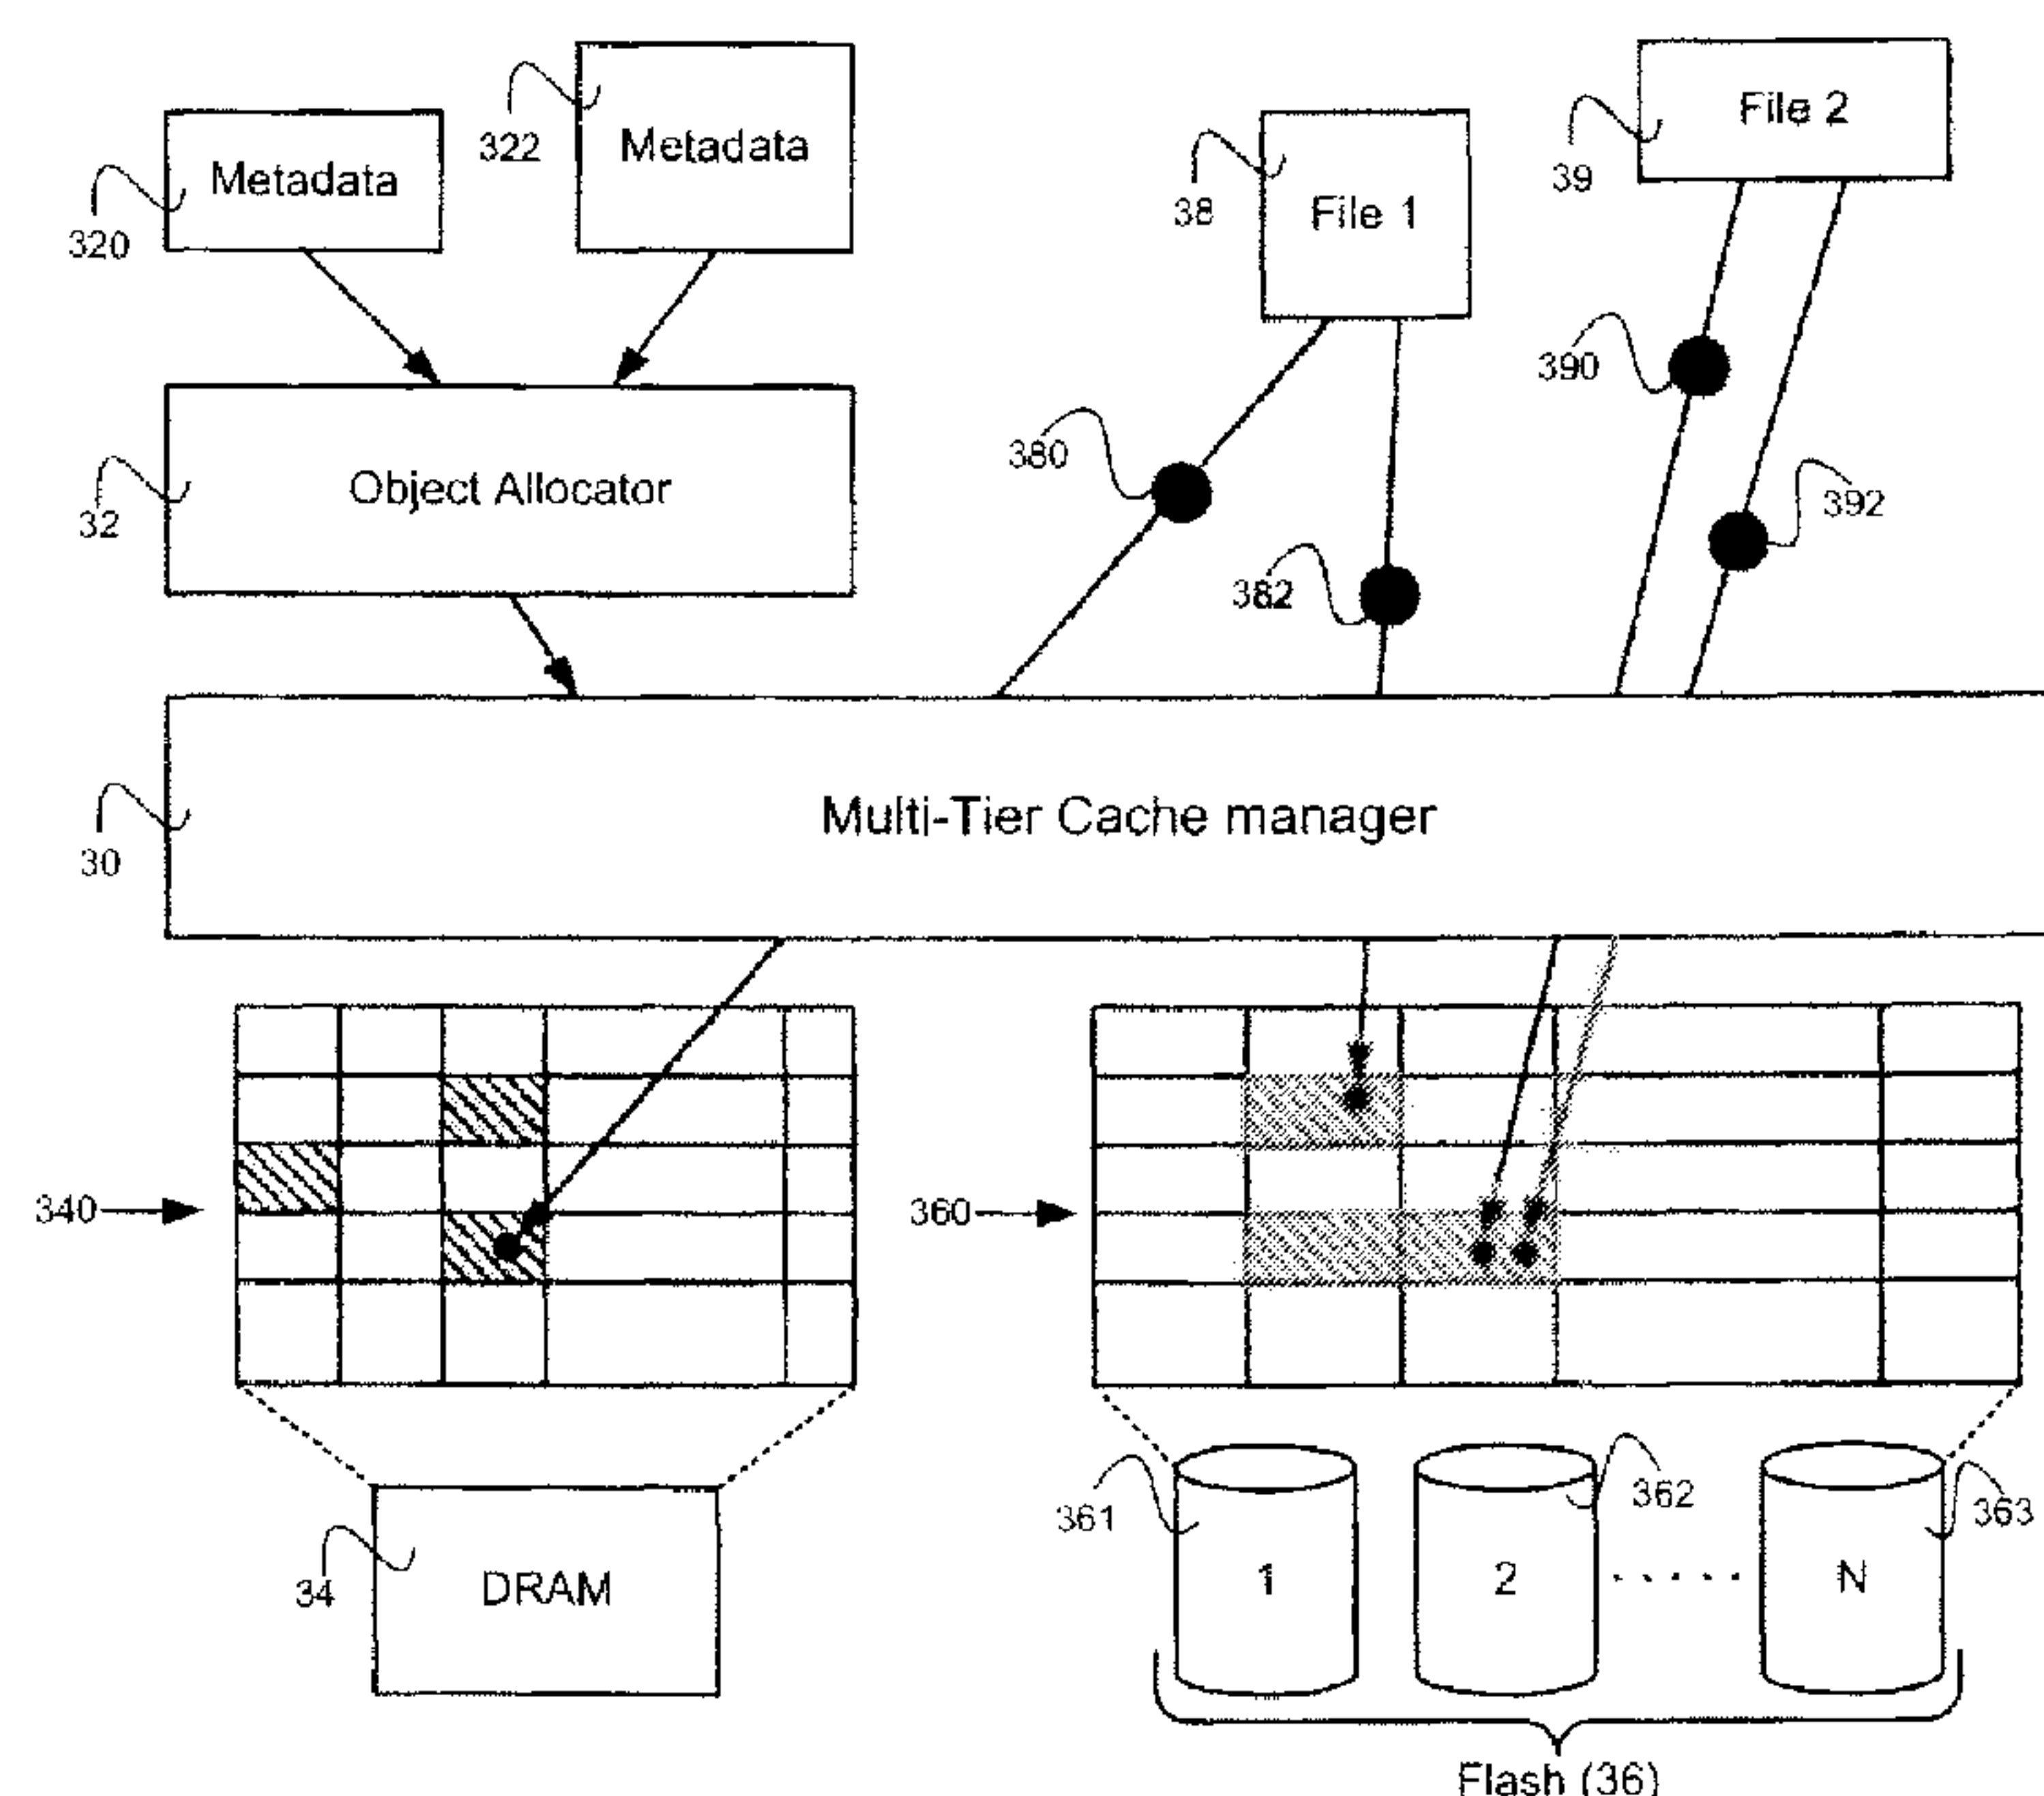 File 2
322
Metadata
39
Metadata
38
File 1
320
390
380
392
Object Allocator
32
382
Multi-Tier Cache manager
30
340
360
361
362
363
34
DRAM
1
2
. . . . . .
N
Flash (36)